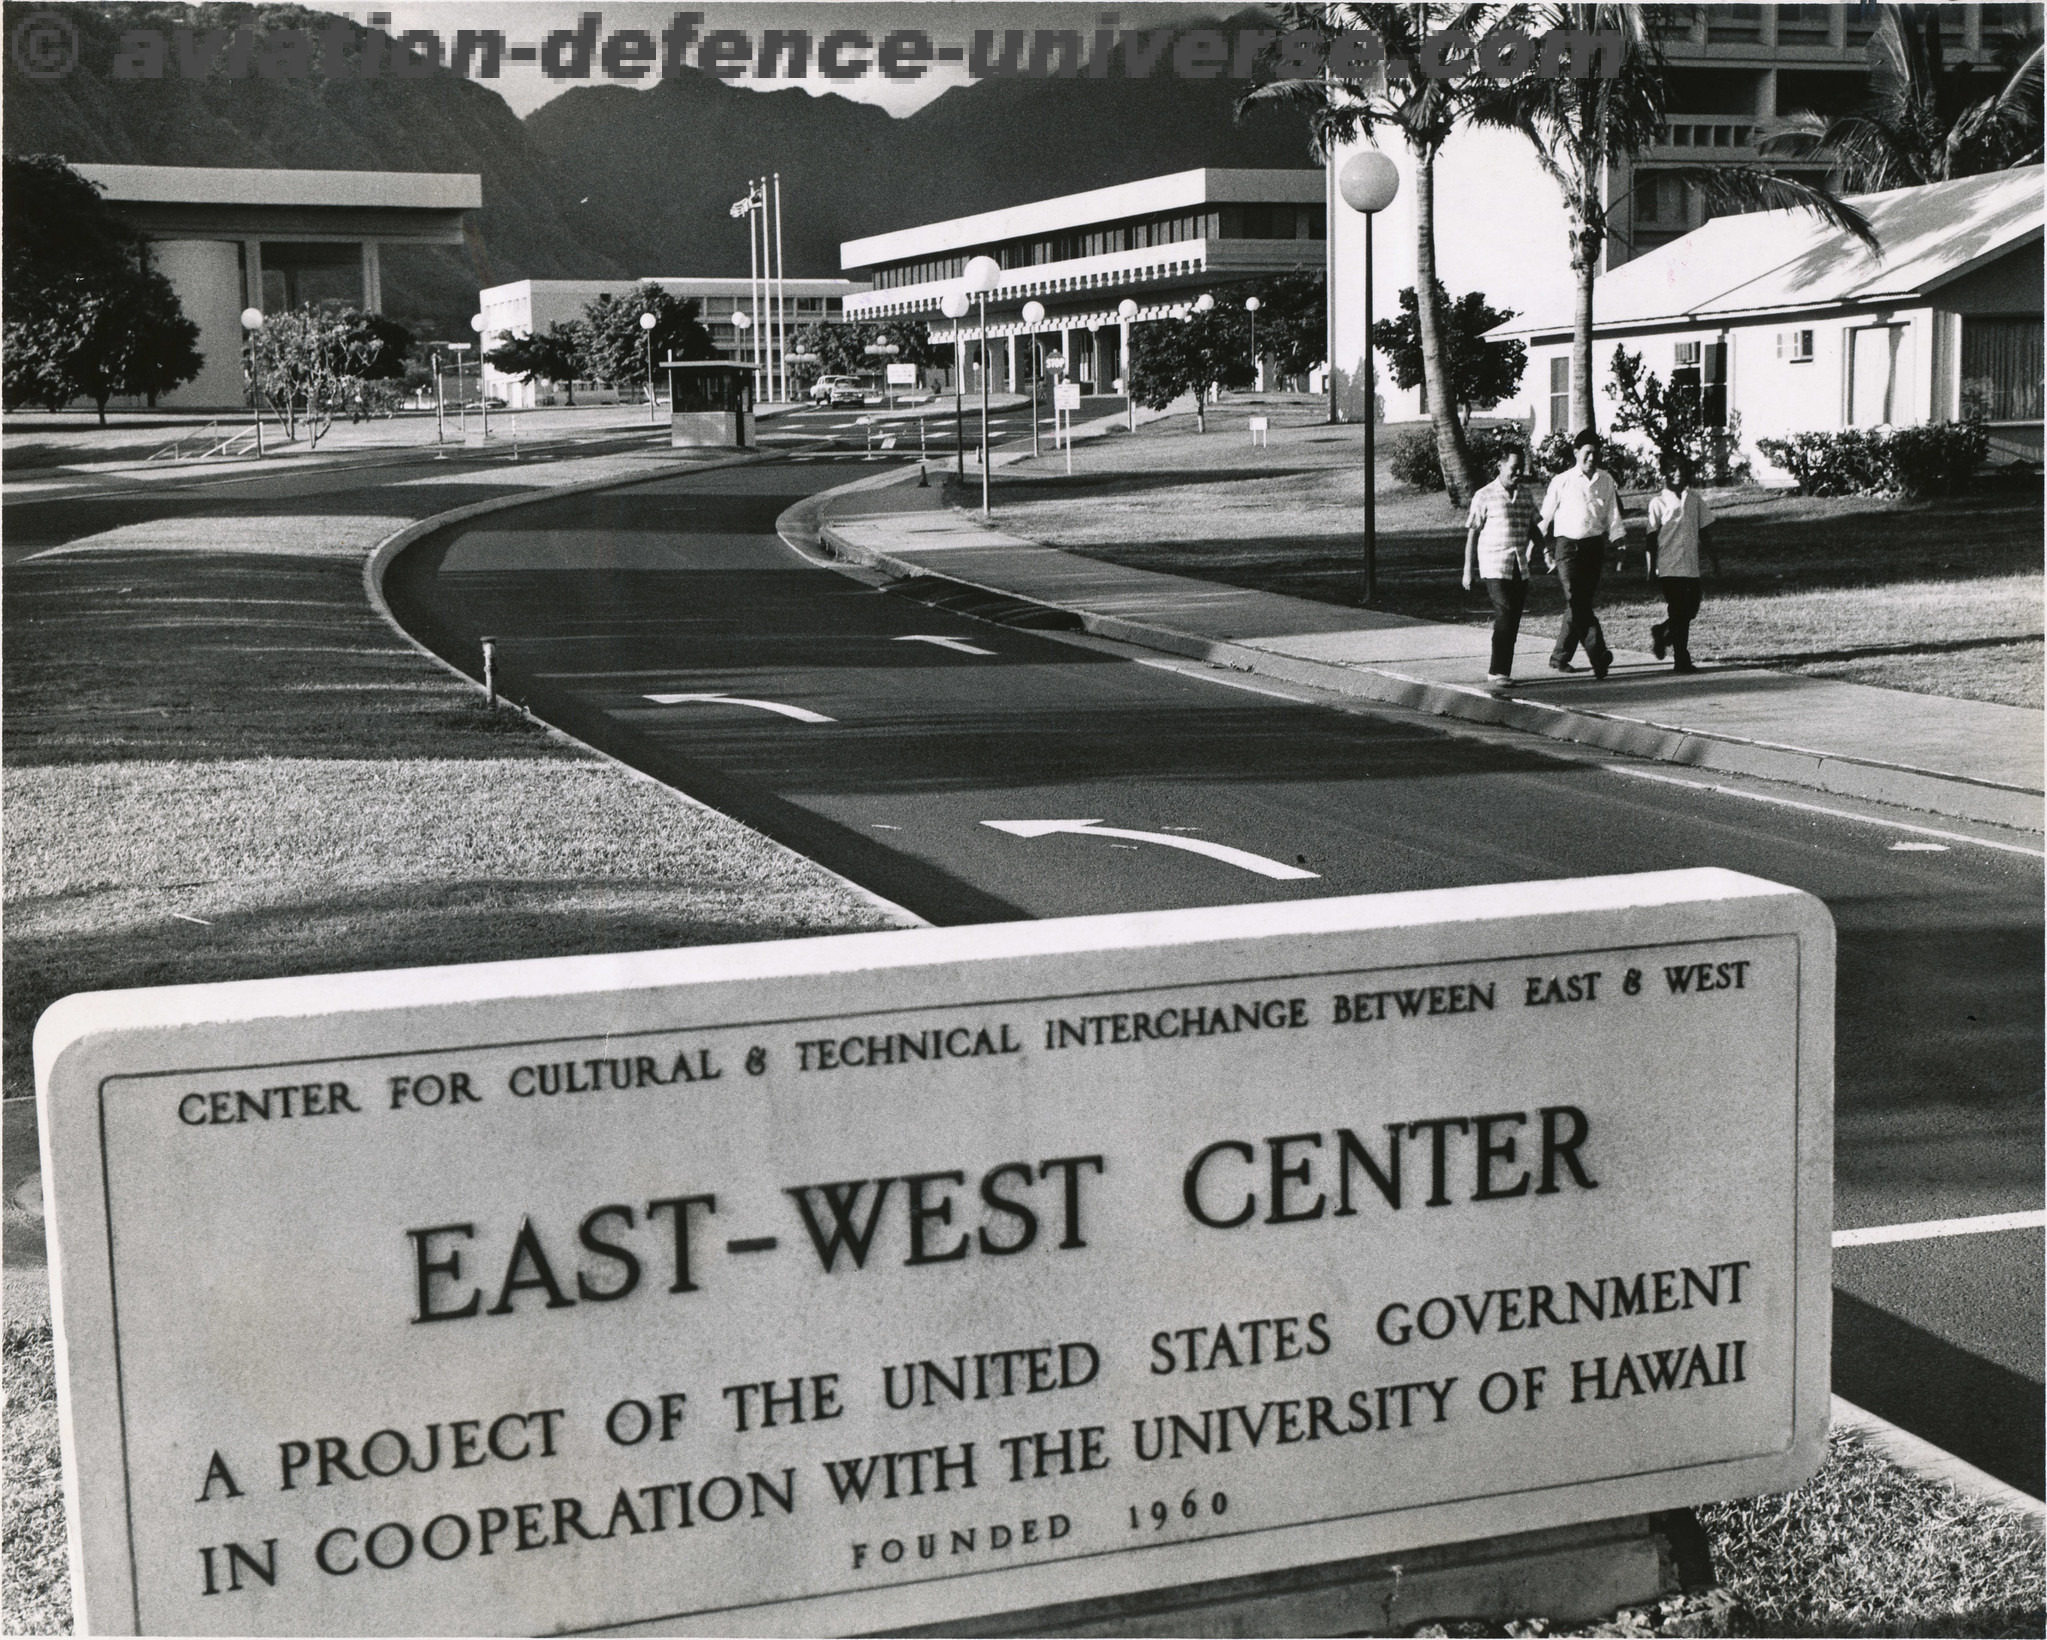 © aviation-defence-universe.com
STOP
CENTER FOR CULTURAL & TECHNICAL INTERCHANGE BETWEEN EAST & WEST
EAST-WEST CENTER
A PROJECT OF THE UNITED STATES GOVERNMENT
IN COOPERATION WITH THE UNIVERSITY OF HAWAII
FOUNDED 1960